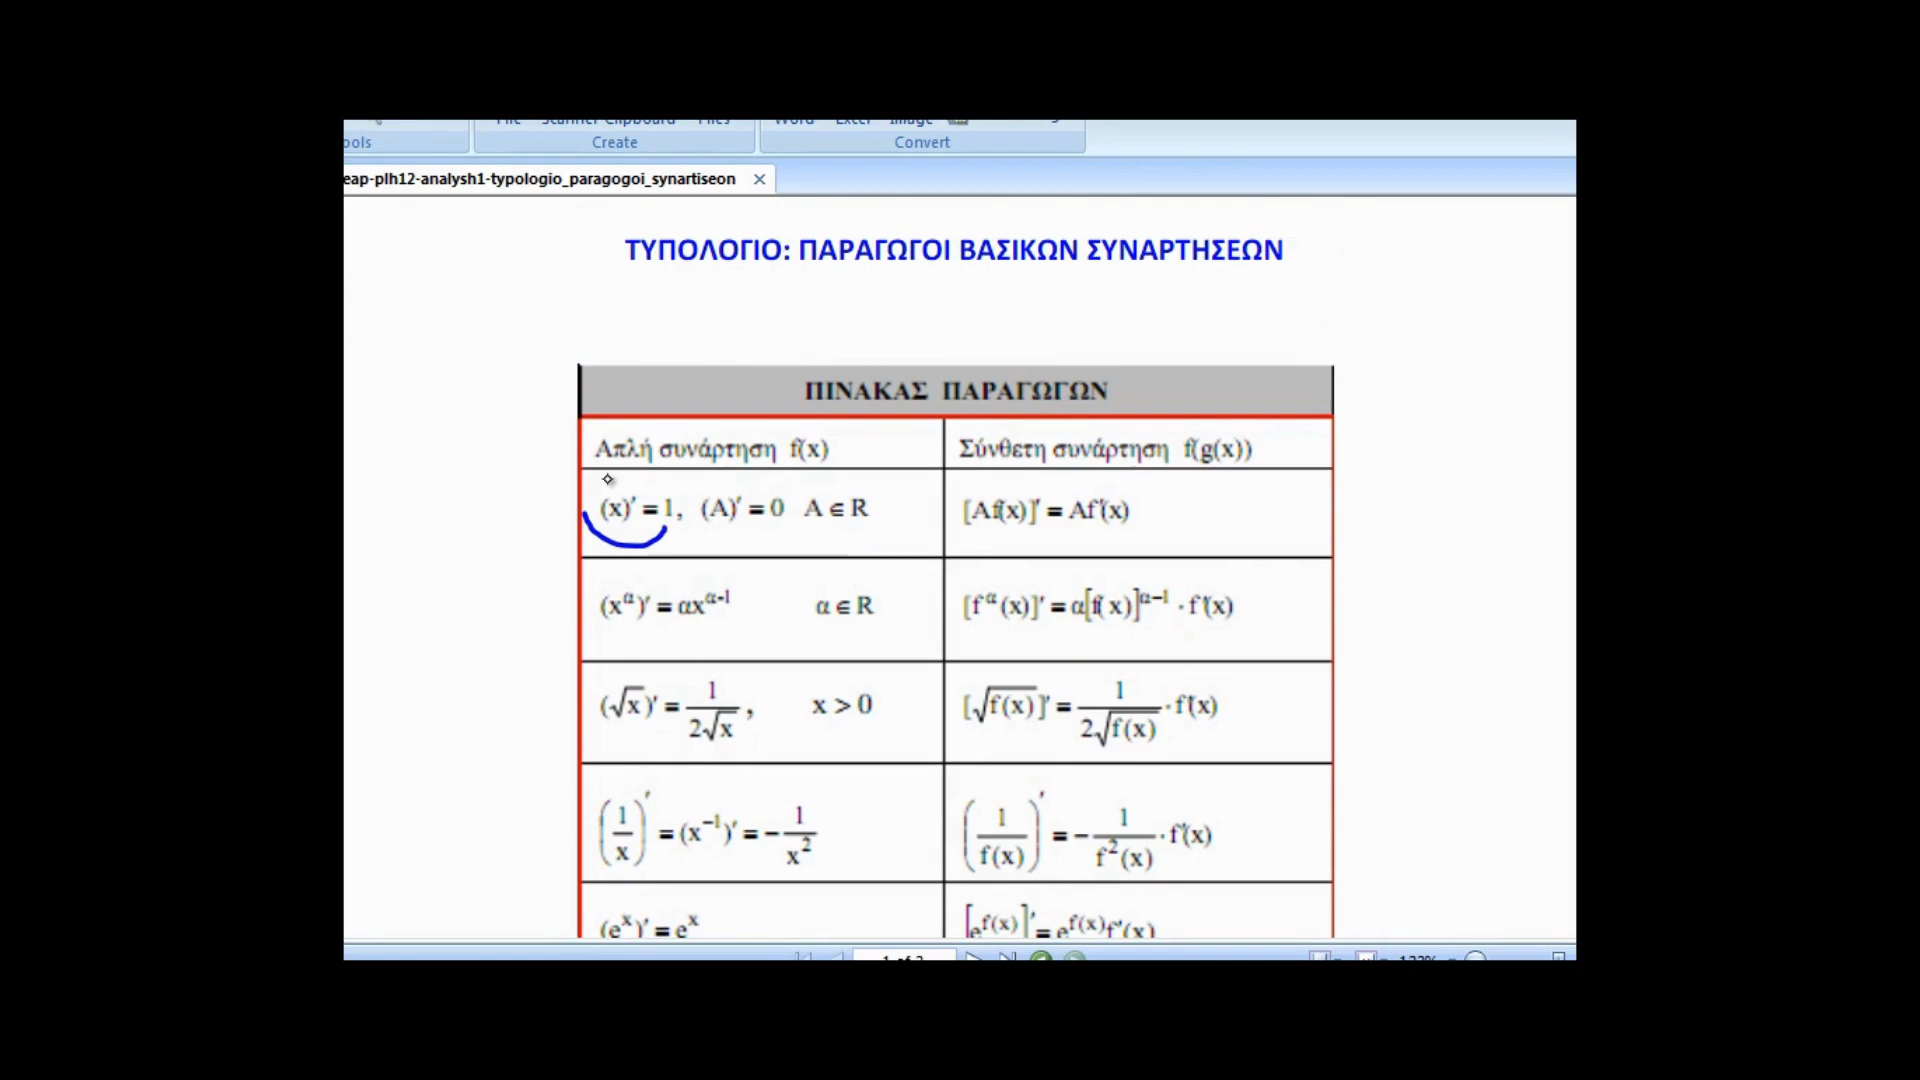 Create
Convert
eap-plh12-analysh1-typologio_paragogoi_synartiseon
ΤΥΠΟΛΟΓΙΟ: ΠΑΡΑΓΩΓΟΙ ΒΑΣΙΚΩΝ ΣΥΝΑΡΤΗΣΕΩΝ
ΠΙΝΑΚΑΣ ΠΑΡΑΓΩΓΩΝ
Απλή συνάρτηση f(x)
Σύνθετη συνάρτηση f(g(x))
(x)′ = 1, (A)′ = 0 A ∈ R
[Af(x)]′ = Af′(x)
(x^α)′ = αx^{α-1} α ∈ R
[f^α(x)]′ = α[f(x)]^{α−1} · f′(x)
(√x)′ = 1/(2√x), x > 0
[√f(x)]′ = 1/(2√f(x)) · f′(x)
(1/x)′ = (x^{−1})′ = −1/x²
(1/f(x))′ = −1/f²(x) · f′(x)
(e^x)′ = e^x
[e^{f(x)}]′ = e^{f(x)}f′(x)